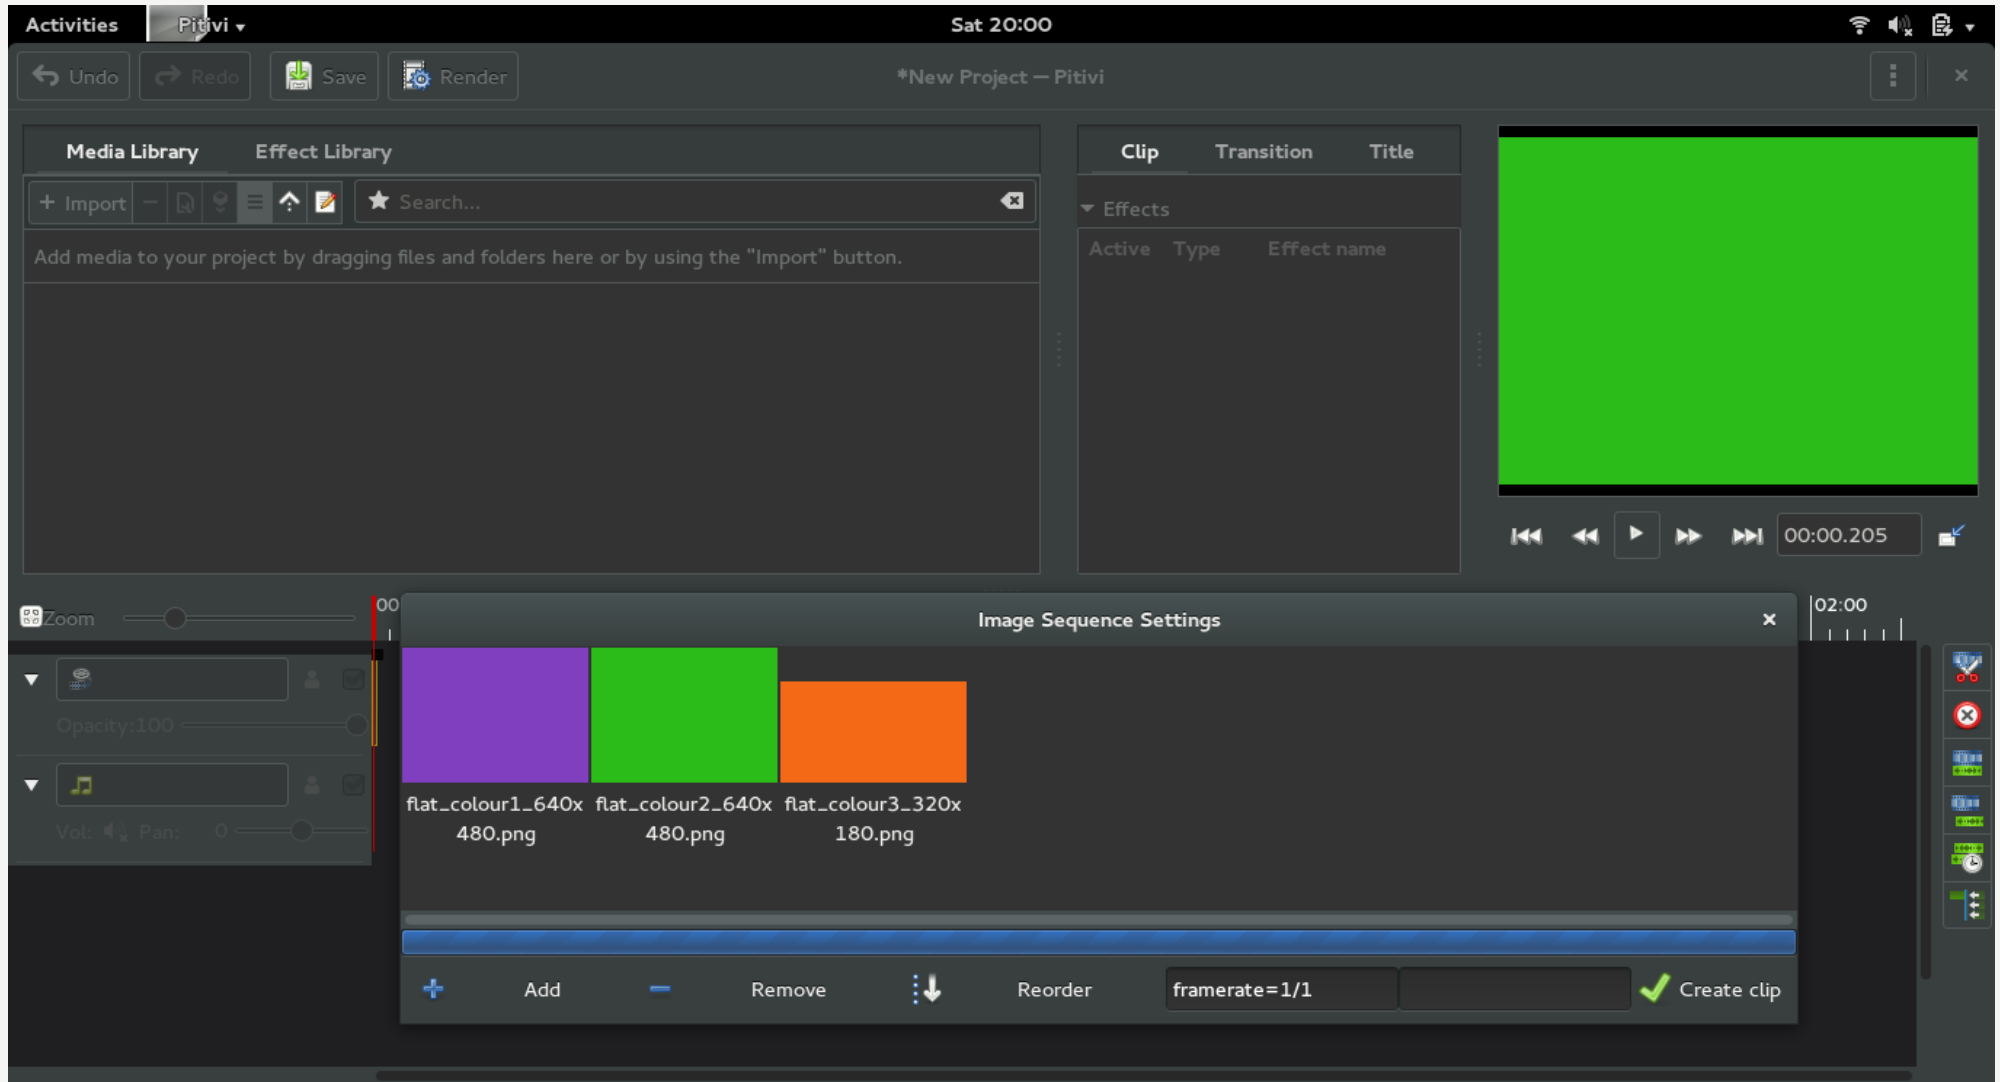 Activities
Pitivi
Sat 20:00
Undo
Redo
Save
Render
*New Project — Pitivi
Media Library
Effect Library
Clip
Transition
Title
+ Import
Search...
Effects
Add media to your project by dragging files and folders here or by using the "Import" button.
Active
Type
Effect name
00:00.205
Zoom
00
Image Sequence Settings
02:00
Opacity:100
Vol:
Pan:
0
flat_colour1_640x
480.png
flat_colour2_640x
480.png
flat_colour3_320x
180.png
Add
Remove
Reorder
framerate=1/1
Create clip